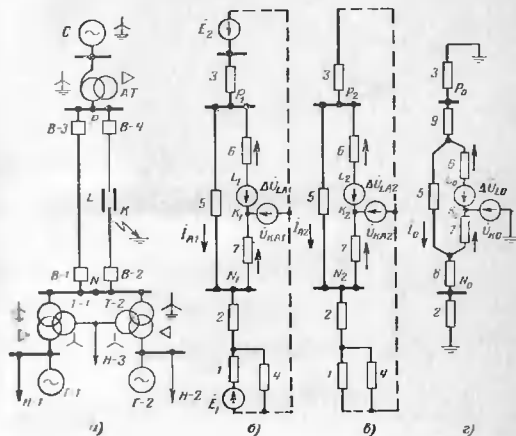 С
АТ
Р
В-3
В-4
L
К
В-1
N
В-2
Т-1
Т-2
Н-3
Г-1
Г-2
Н-1
Н-2
а)
Ė₂
3
P₁
6
L₁
ΔU̇LA1
5
K₁
U̇KA1
İA1
7
N₁
2
1
4
Ė₁
б)
3
P₂
6
L₂
ΔU̇LA2
5
K₂
U̇KA2
İA2
7
N₂
2
1
4
в)
3
P₀
9
6
L₀
ΔU̇L0
5
İ₀
7
U̇K0
8
N₀
2
г)